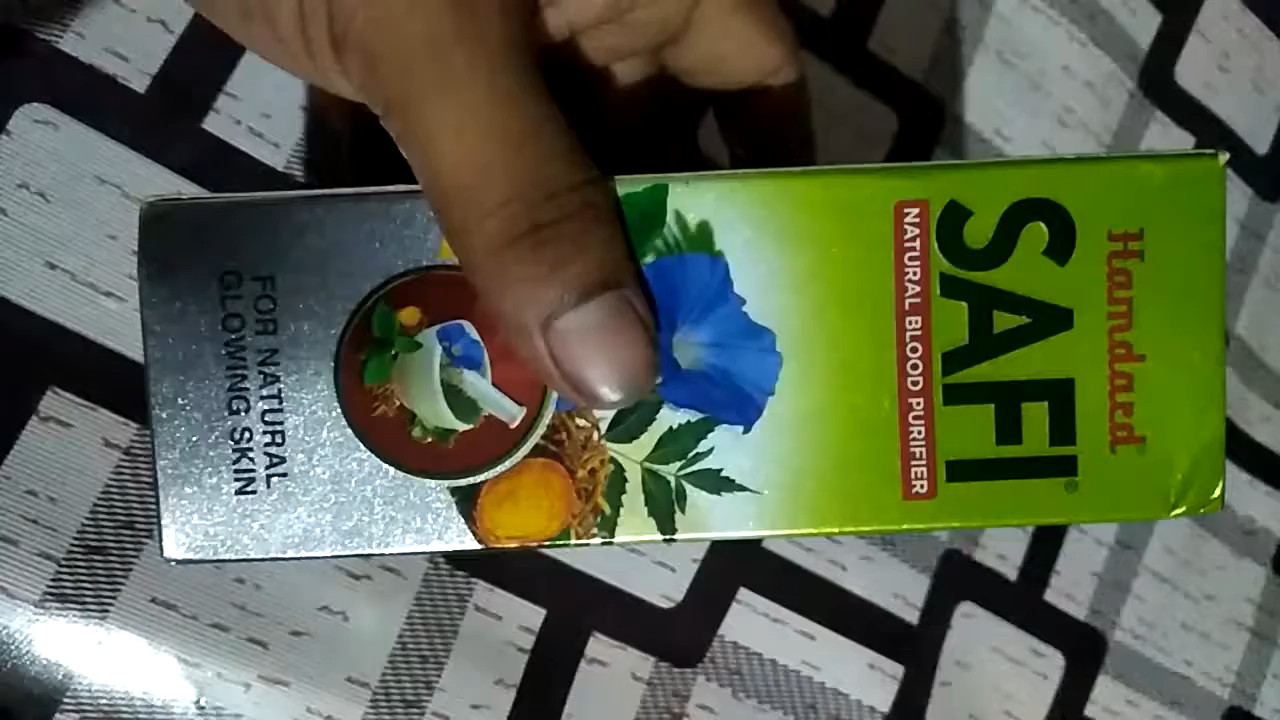 Hamdard
SAFI®
NATURAL BLOOD PURIFIER
FOR NATURAL
GLOWING SKIN